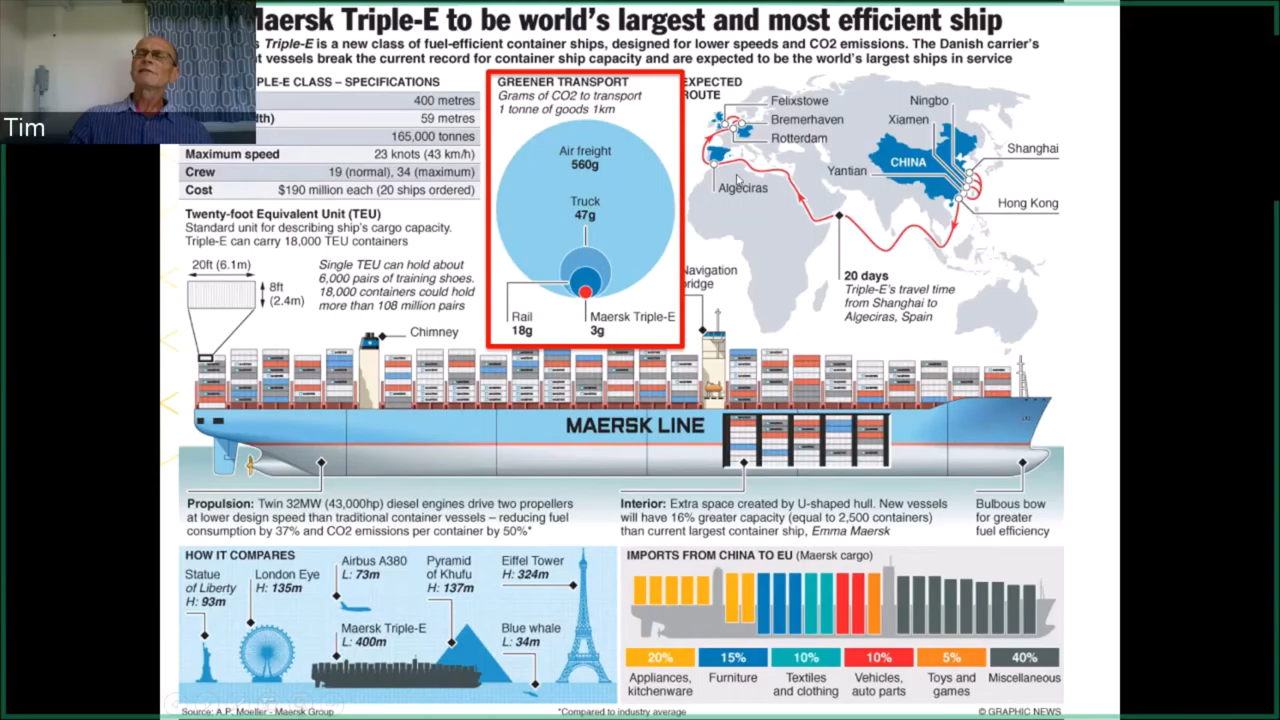 Maersk Triple-E to be world's largest and most efficient ship
Triple-E is a new class of fuel-efficient container ships, designed for lower speeds and CO2 emissions. The Danish carrier's
vessels break the current record for container ship capacity and are expected to be the world's largest ships in service
Tim
PLE-E CLASS – SPECIFICATIONS
400 metres
59 metres
165,000 tonnes
Maximum speed 23 knots (43 km/h)
Crew 19 (normal), 34 (maximum)
Cost $190 million each (20 ships ordered)
Twenty-foot Equivalent Unit (TEU)
Standard unit for describing ship's cargo capacity.
Triple-E can carry 18,000 TEU containers
20ft (6.1m)
8ft
(2.4m)
Single TEU can hold about
6,000 pairs of training shoes.
18,000 containers could hold
more than 108 million pairs
GREENER TRANSPORT
Grams of CO2 to transport
1 tonne of goods 1km
Air freight
560g
Truck
47g
Rail
18g
Maersk Triple-E
3g
EXPECTED
ROUTE
Felixstowe
Bremerhaven
Rotterdam
Algeciras
Ningbo
Xiamen
Shanghai
CHINA
Yantian
Hong Kong
20 days
Triple-E's travel time
from Shanghai to
Algeciras, Spain
Navigation
bridge
Chimney
MAERSK LINE
Propulsion: Twin 32MW (43,000hp) diesel engines drive two propellers
at lower design speed than traditional container vessels – reducing fuel
consumption by 37% and CO2 emissions per container by 50%*
Interior: Extra space created by U-shaped hull. New vessels
will have 16% greater capacity (equal to 2,500 containers)
than current largest container ship, Emma Maersk
Bulbous bow
for greater
fuel efficiency
HOW IT COMPARES
Statue
of Liberty
H: 93m
London Eye
H: 135m
Airbus A380
L: 73m
Pyramid
of Khufu
H: 137m
Eiffel Tower
H: 324m
Maersk Triple-E
L: 400m
Blue whale
L: 34m
IMPORTS FROM CHINA TO EU (Maersk cargo)
20% 15% 10% 10% 5% 40%
Appliances,
kitchenware
Furniture
Textiles
and clothing
Vehicles,
auto parts
Toys and
games
Miscellaneous
Source: A.P. Moeller - Maersk Group
*Compared to industry average
© GRAPHIC NEWS